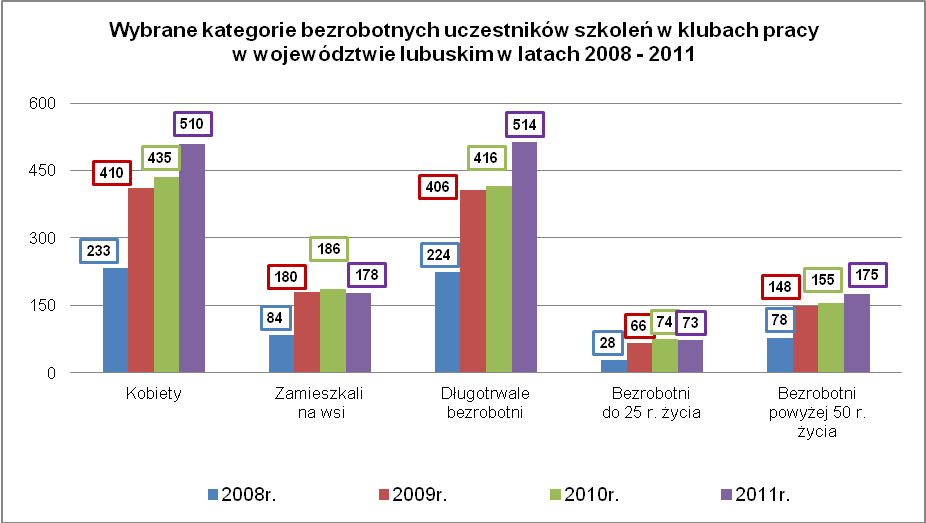 Wybrane kategorie bezrobotnych uczestników szkoleń w klubach pracy
w województwie lubuskim w latach 2008 - 2011
600
450
300
150
0
233
410
435
510
84
180
186
178
224
406
416
514
28
66
74
73
78
148
155
175
Kobiety
Zamieszkali
na wsi
Długotrwale
bezrobotni
Bezrobotni
do 25 r. życia
Bezrobotni
powyżej 50 r.
życia
2008r.
2009r.
2010r.
2011r.